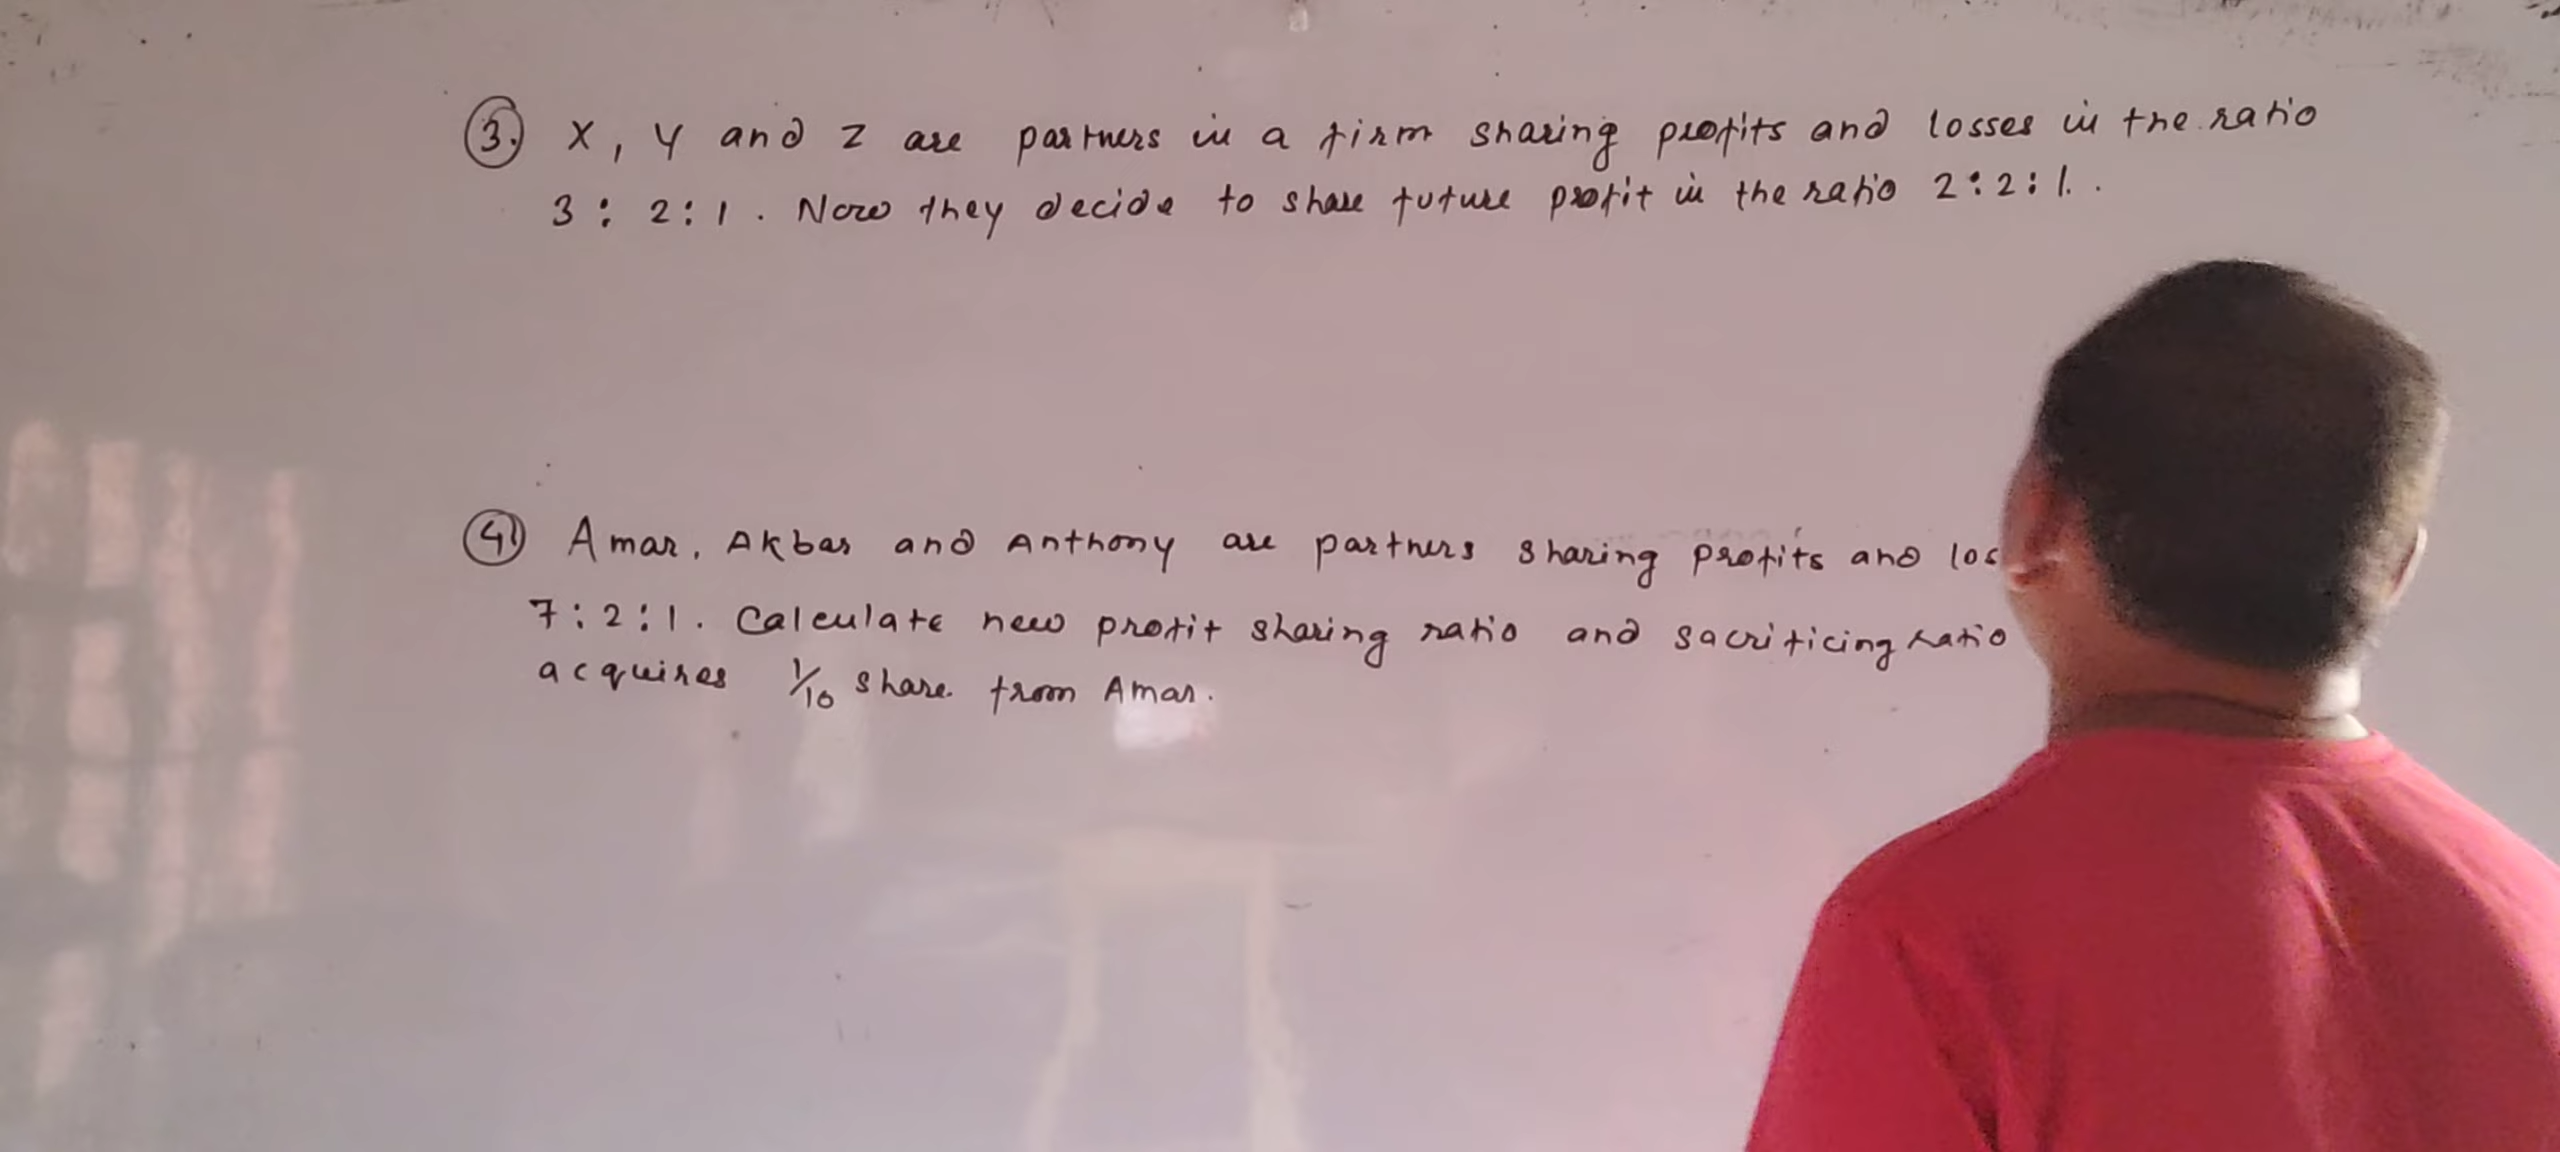 3. X, Y and Z are partners in a firm sharing profits and losses in the ratio
3 : 2 : 1 . Now they decide to share future profit in the ratio 2 : 2 : 1 .
4 Amar, Akbar and Anthony are partners sharing profits and
7 : 2 : 1 . Calculate new profit sharing ratio and sacrificing ratio
acquires 1/10 share from Amar.